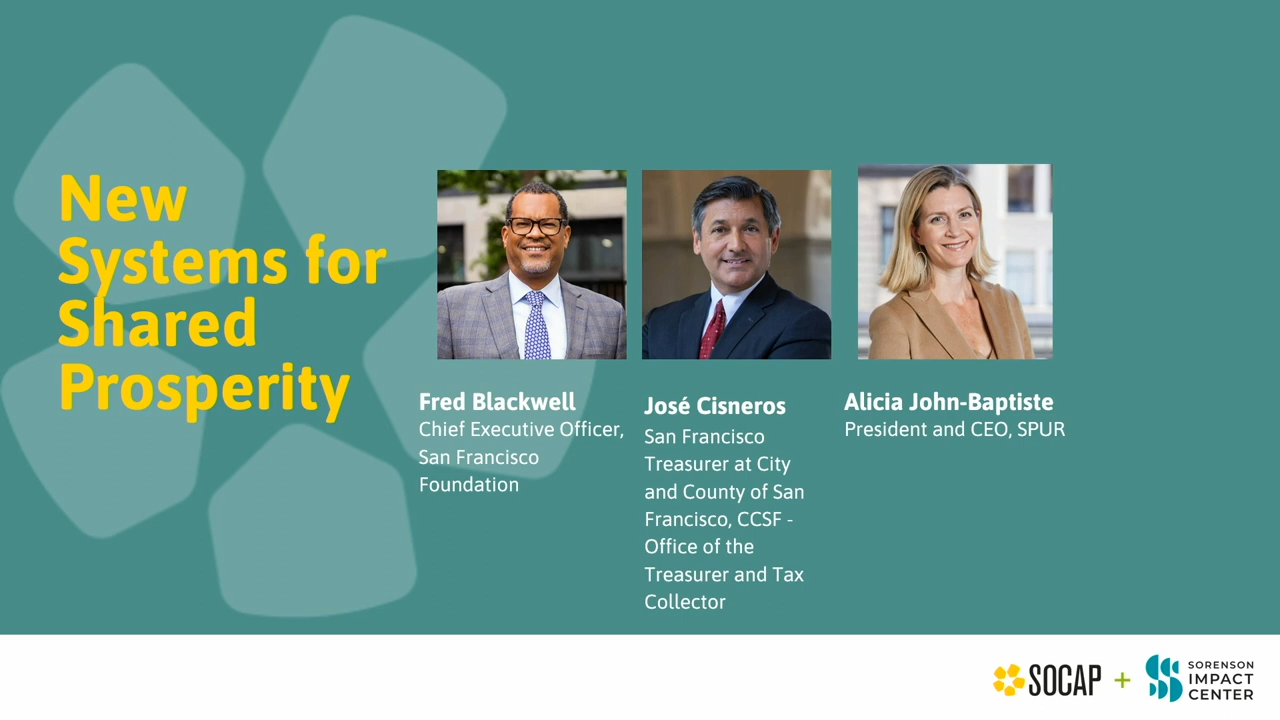 New
Systems for
Shared
Prosperity
Fred Blackwell
Chief Executive Officer,
San Francisco
Foundation
José Cisneros
San Francisco
Treasurer at City
and County of San
Francisco, CCSF -
Office of the
Treasurer and Tax
Collector
Alicia John-Baptiste
President and CEO, SPUR
SOCAP +
SORENSON
IMPACT
CENTER